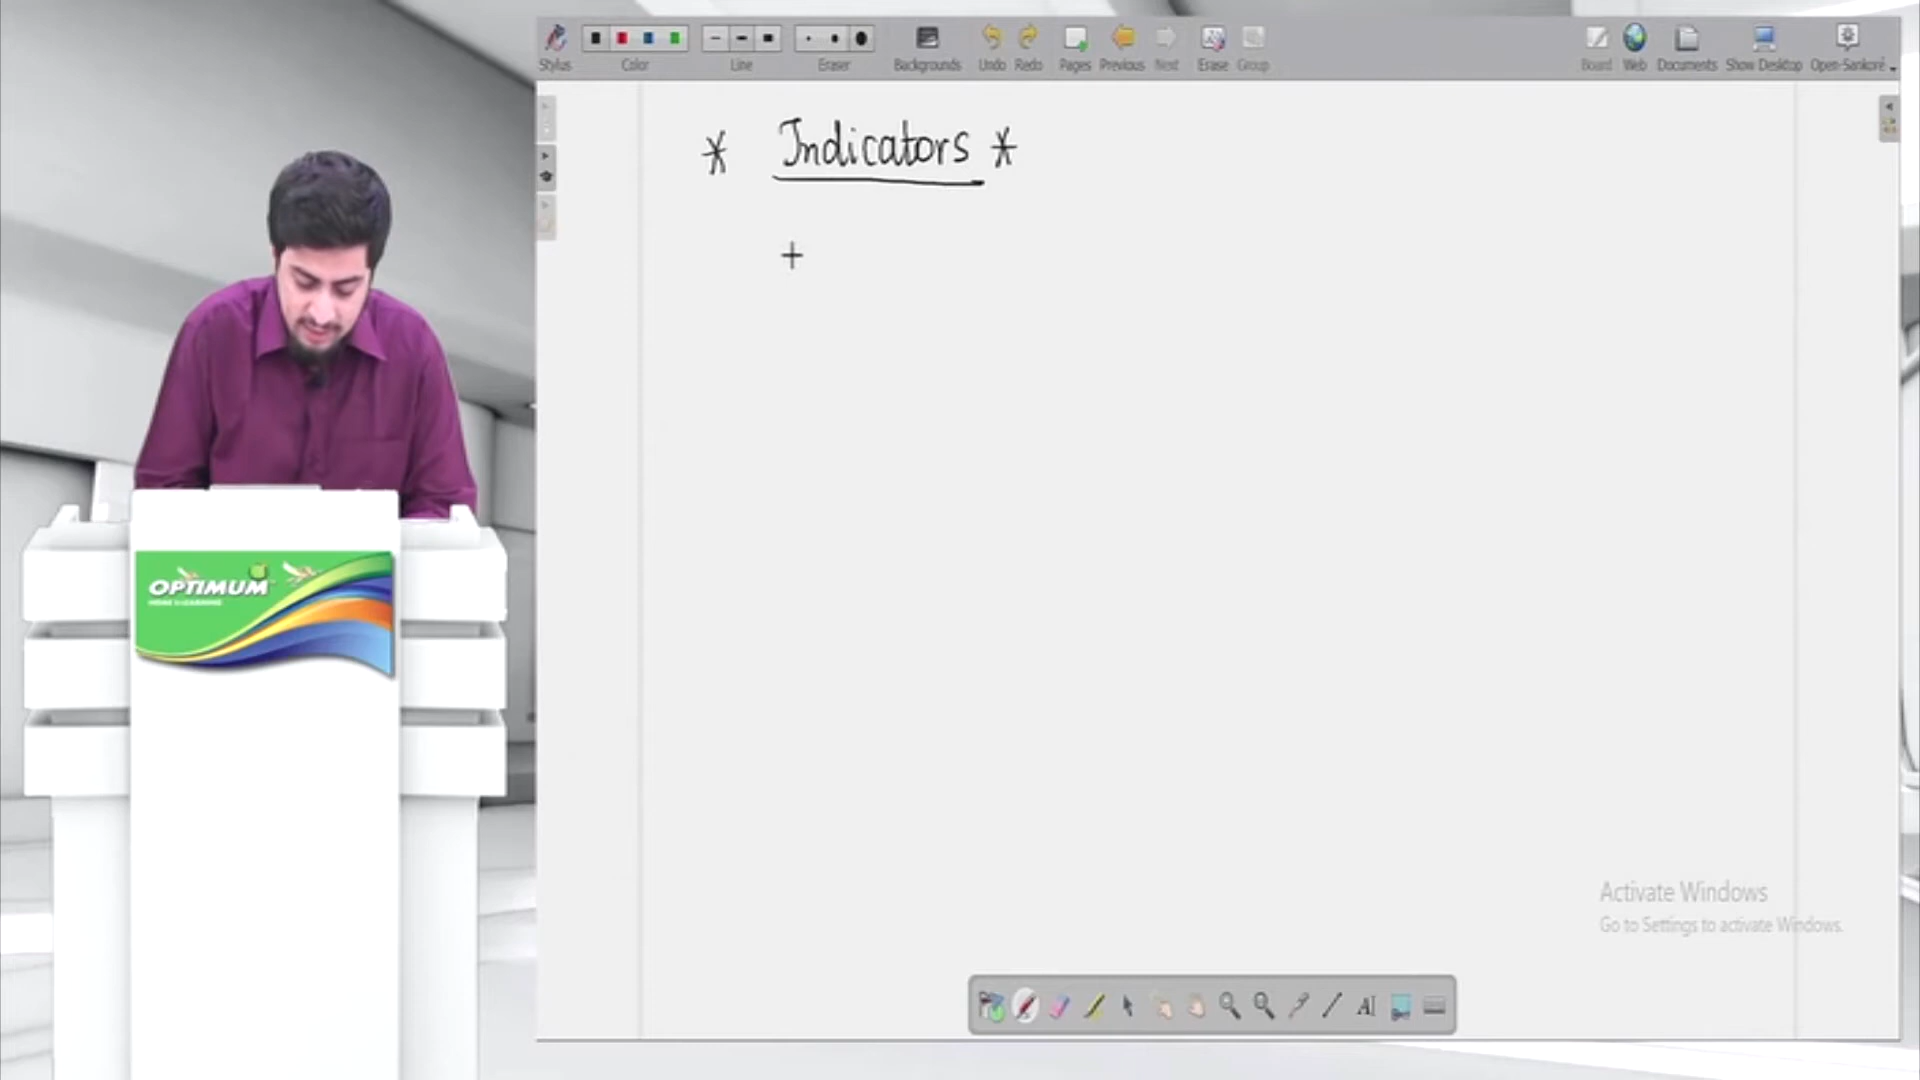 Stylus Color Line Eraser Backgrounds Undo Redo Pages Previous Next Erase Group Board Web Documents Show Desktop Open-Sankoré
* Indicators *
+
OPTIMUM
Activate Windows
Go to Settings to activate Windows.
AI